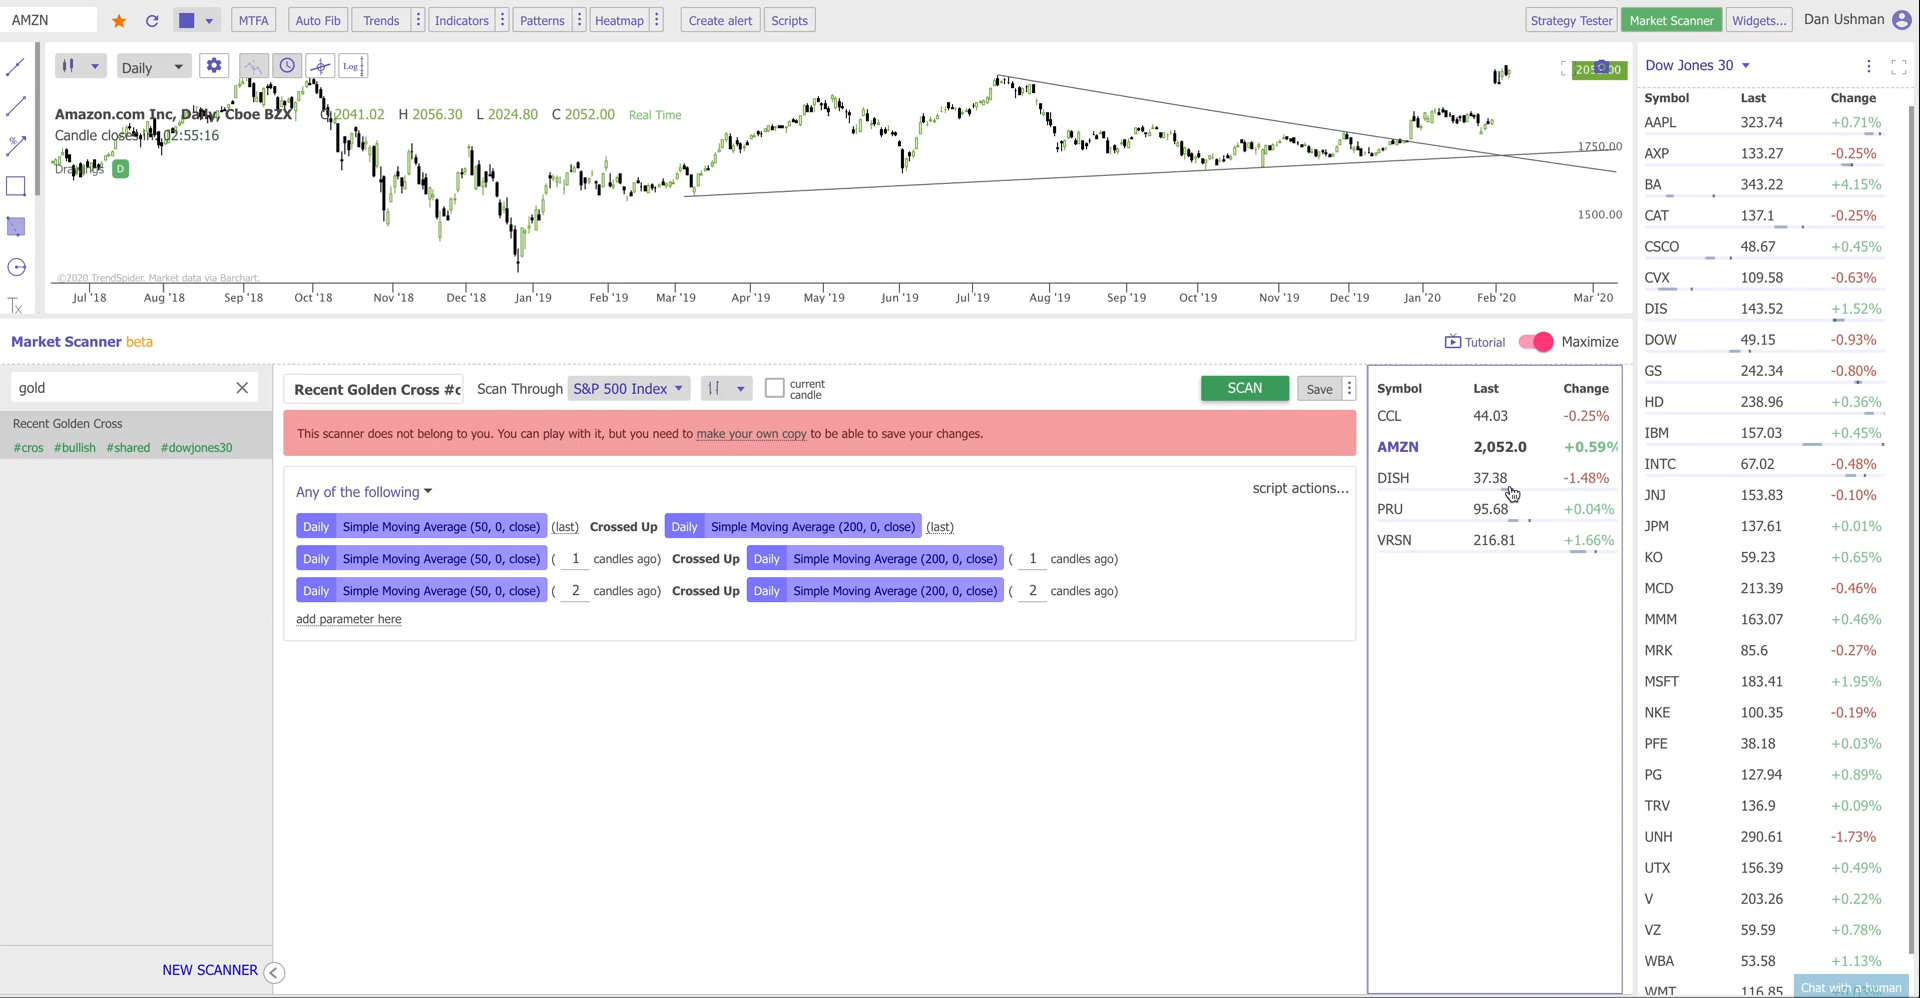 AMZN MTFA Auto Fib Trends Indicators Patterns Heatmap Create alert Scripts Strategy Tester Market Scanner Widgets... Dan Ushman
Daily Log
Amazon.com Inc, Daily, Cboe BZX O 2041.02 H 2056.30 L 2024.80 C 2052.00 Real Time
Candle closes in 02:55:16
Drawings D
1750.00
1500.00
©2020 TrendSpider. Market data via Barchart.
Jul '18 Aug '18 Sep '18 Oct '18 Nov '18 Dec '18 Jan '19 Feb '19 Mar '19 Apr '19 May '19 Jun '19 Jul '19 Aug '19 Sep '19 Oct '19 Nov '19 Dec '19 Jan '20 Feb '20 Mar '20
Market Scanner beta Tutorial Maximize
gold
Recent Golden Cross
#cros #bullish #shared #dowjones30
NEW SCANNER
Recent Golden Cross #c Scan Through S&P 500 Index current candle SCAN Save
This scanner does not belong to you. You can play with it, but you need to make your own copy to be able to save your changes.
Any of the following script actions...
Daily Simple Moving Average (50, 0, close) (last) Crossed Up Daily Simple Moving Average (200, 0, close) (last)
Daily Simple Moving Average (50, 0, close) ( 1 candles ago) Crossed Up Daily Simple Moving Average (200, 0, close) ( 1 candles ago)
Daily Simple Moving Average (50, 0, close) ( 2 candles ago) Crossed Up Daily Simple Moving Average (200, 0, close) ( 2 candles ago)
add parameter here
Symbol Last Change
CCL 44.03 -0.25%
AMZN 2,052.0 +0.59%
DISH 37.38 -1.48%
PRU 95.68 +0.04%
VRSN 216.81 +1.66%
Dow Jones 30
Symbol Last Change
AAPL 323.74 +0.71%
AXP 133.27 -0.25%
BA 343.22 +4.15%
CAT 137.1 -0.25%
CSCO 48.67 +0.45%
CVX 109.58 -0.63%
DIS 143.52 +1.52%
DOW 49.15 -0.93%
GS 242.34 -0.80%
HD 238.96 +0.36%
IBM 157.03 +0.45%
INTC 67.02 -0.48%
JNJ 153.83 -0.10%
JPM 137.61 +0.01%
KO 59.23 +0.65%
MCD 213.39 -0.46%
MMM 163.07 +0.46%
MRK 85.6 -0.27%
MSFT 183.41 +1.95%
NKE 100.35 -0.19%
PFE 38.18 +0.03%
PG 127.94 +0.89%
TRV 136.9 +0.09%
UNH 290.61 -1.73%
UTX 156.39 +0.49%
V 203.26 +0.22%
VZ 59.59 +0.78%
WBA 53.58 +1.13%
WMT 116.85
Chat with a human